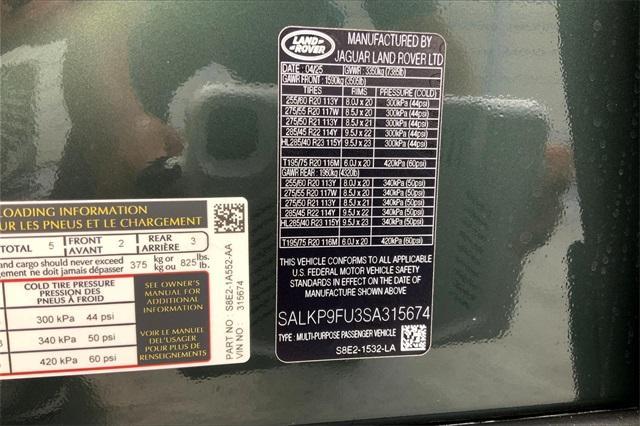 LAND
ROVER
MANUFACTURED BY
JAGUAR LAND ROVER LTD
DATE : 04/25 GVWR : 3350kg (7385lb)
GAWR FRONT : 1590kg (3505lb)
TIRES RIMS PRESSURE (COLD)
255/60 R20 113Y 8.0J x 20 300kPa (44psi)
275/55 R20 117W 8.0J x 20 300kPa (44psi)
275/50 R21 113Y 8.0J x 21 300kPa (44psi)
285/45 R22 114Y 9.5J x 22 300kPa (44psi)
HL285/40 R23 115Y 9.5J x 23 300kPa (44psi)
T195/75 R20 116M 6.0J x 20 420kPa (60psi)
GAWR REAR : 1960kg (4320lb)
255/60 R20 113Y 8.0J x 20 340kPa (50psi)
275/55 R20 117W 8.0J x 20 340kPa (50psi)
275/50 R21 113Y 8.0J x 21 340kPa (50psi)
285/45 R22 114Y 9.5J x 22 340kPa (50psi)
HL285/40 R23 115Y 9.5J x 23 340kPa (50psi)
T195/75 R20 116M 6.0J x 20 420kPa (60psi)
THIS VEHICLE CONFORMS TO ALL APPLICABLE
U.S. FEDERAL MOTOR VEHICLE SAFETY
STANDARDS IN EFFECT ON THE DATE OF
MANUFACTURE SHOWN ABOVE
SALKP9FU3SA315674
TYPE : MULTI-PURPOSE PASSENGER VEHICLE
S8E2-1532-LA
LOADING INFORMATION
UR LES PNEUS ET LE CHARGEMENT
TOTAL 5 FRONT AVANT 2 REAR ARRIÈRE 3
and cargo should never exceed 375 kg or 825 lbs.
gement ne doit jamais dépasser kg ou lb.
COLD TIRE PRESSURE
PRESSION DES
PNEUS À FROID
300 kPa 44 psi
340 kPa 50 psi
420 kPa 60 psi
SEE OWNER'S
MANUAL FOR
ADDITIONAL
INFORMATION
VOIR LE MANUEL
DE L'USAGER
POUR PLUS DE
RENSEIGNEMENTS
PART NO : S8E2-1A552-AA
VIN NO : 315674